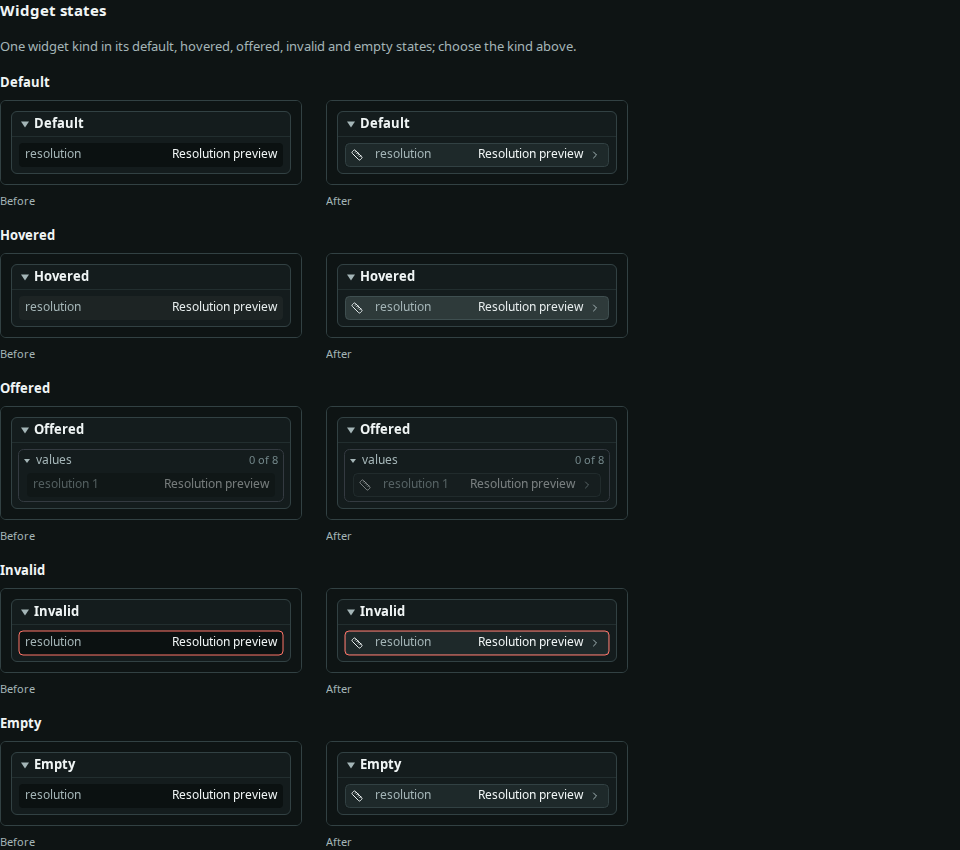 Widget states
One widget kind in its default, hovered, offered, invalid and empty states; choose the kind above.
Default
Default
resolution Resolution preview
Default
resolution Resolution preview
Before
After
Hovered
Hovered
resolution Resolution preview
Hovered
resolution Resolution preview
Before
After
Offered
Offered
values 0 of 8
resolution 1 Resolution preview
Offered
values 0 of 8
resolution 1 Resolution preview
Before
After
Invalid
Invalid
resolution Resolution preview
Invalid
resolution Resolution preview
Before
After
Empty
Empty
resolution Resolution preview
Empty
resolution Resolution preview
Before
After